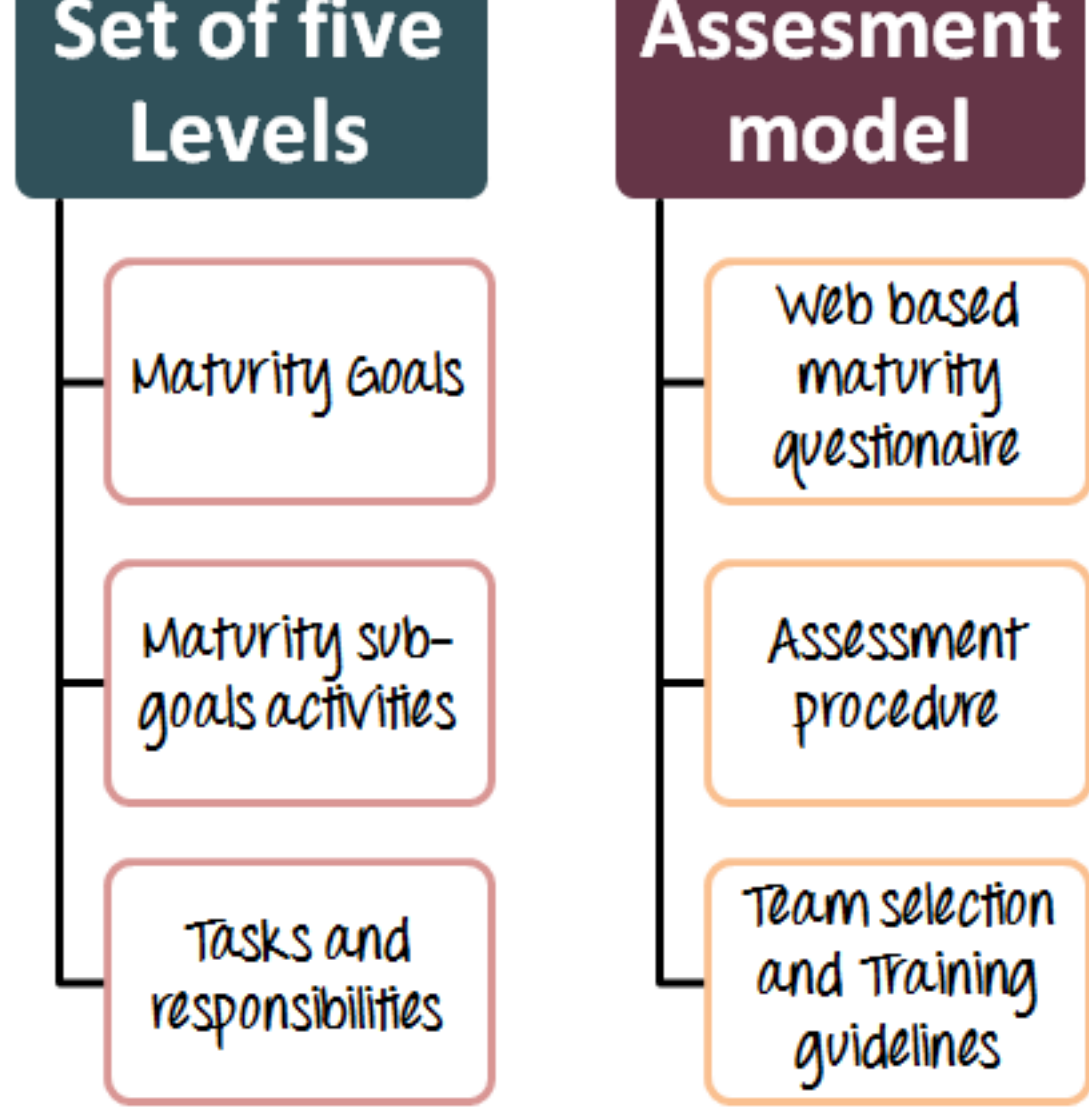 Set of five
Levels
Maturity Goals
Maturity sub-
goals activities
Tasks and
responsibilities
Assesment
model
Web based
maturity
questionaire
Assessment
procedure
Team selection
and Training
guidelines